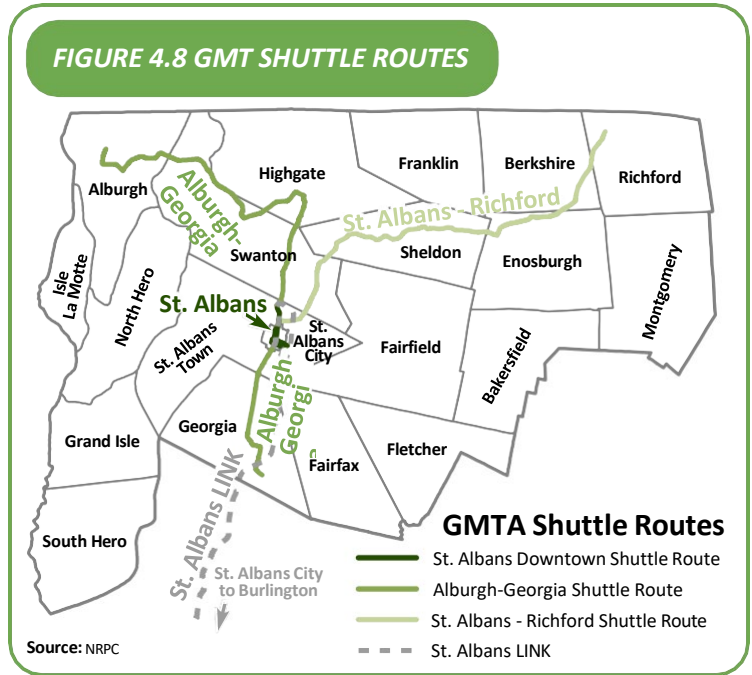 FIGURE 4.8 GMT SHUTTLE ROUTES
Alburgh
Highgate
Franklin
Berkshire
Richford
Alburgh-
Georgia
St. Albans - Richford
Isle
La Motte
North Hero
Swanton
Sheldon
Enosburgh
Montgomery
St. Albans
St. Albans
Town
St.
Albans
City
Fairfield
Bakersfield
Grand Isle
Georgia
Alburgh
Georgi
Fairfax
Fletcher
South Hero
St. Albans LINK
St. Albans City
to Burlington
GMTA Shuttle Routes
St. Albans Downtown Shuttle Route
Alburgh-Georgia Shuttle Route
St. Albans - Richford Shuttle Route
St. Albans LINK
Source: NRPC